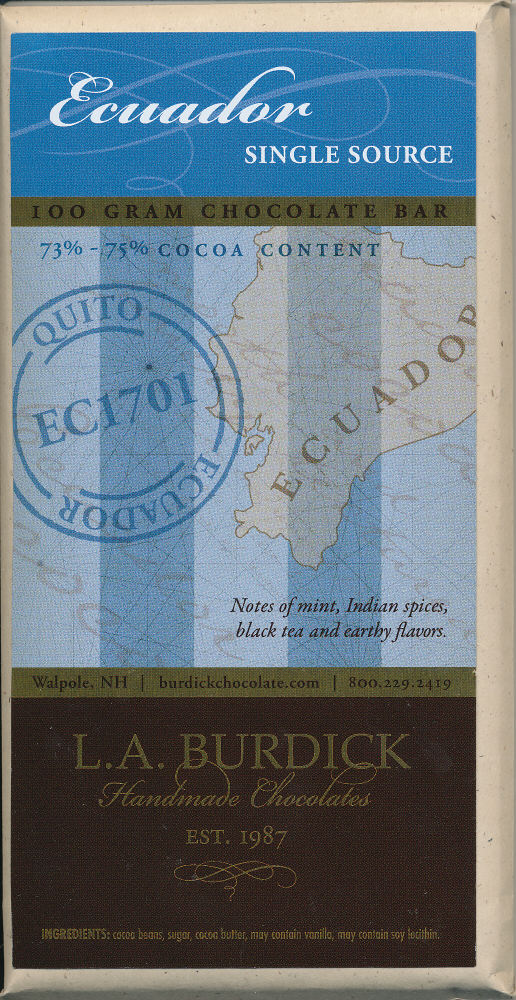 Ecuador
SINGLE SOURCE
100 GRAM CHOCOLATE BAR
73% - 75% COCOA CONTENT
QUITO
EC1701
ECUADOR
ECUADOR
Notes of mint, Indian spices,
black tea and earthy flavors.
Walpole, NH | burdickchocolate.com | 800.229.2419
L.A. BURDICK
Handmade Chocolates
EST. 1987
INGREDIENTS: cocoa beans, sugar, cocoa butter, may contain vanilla, may contain soy lecithin.